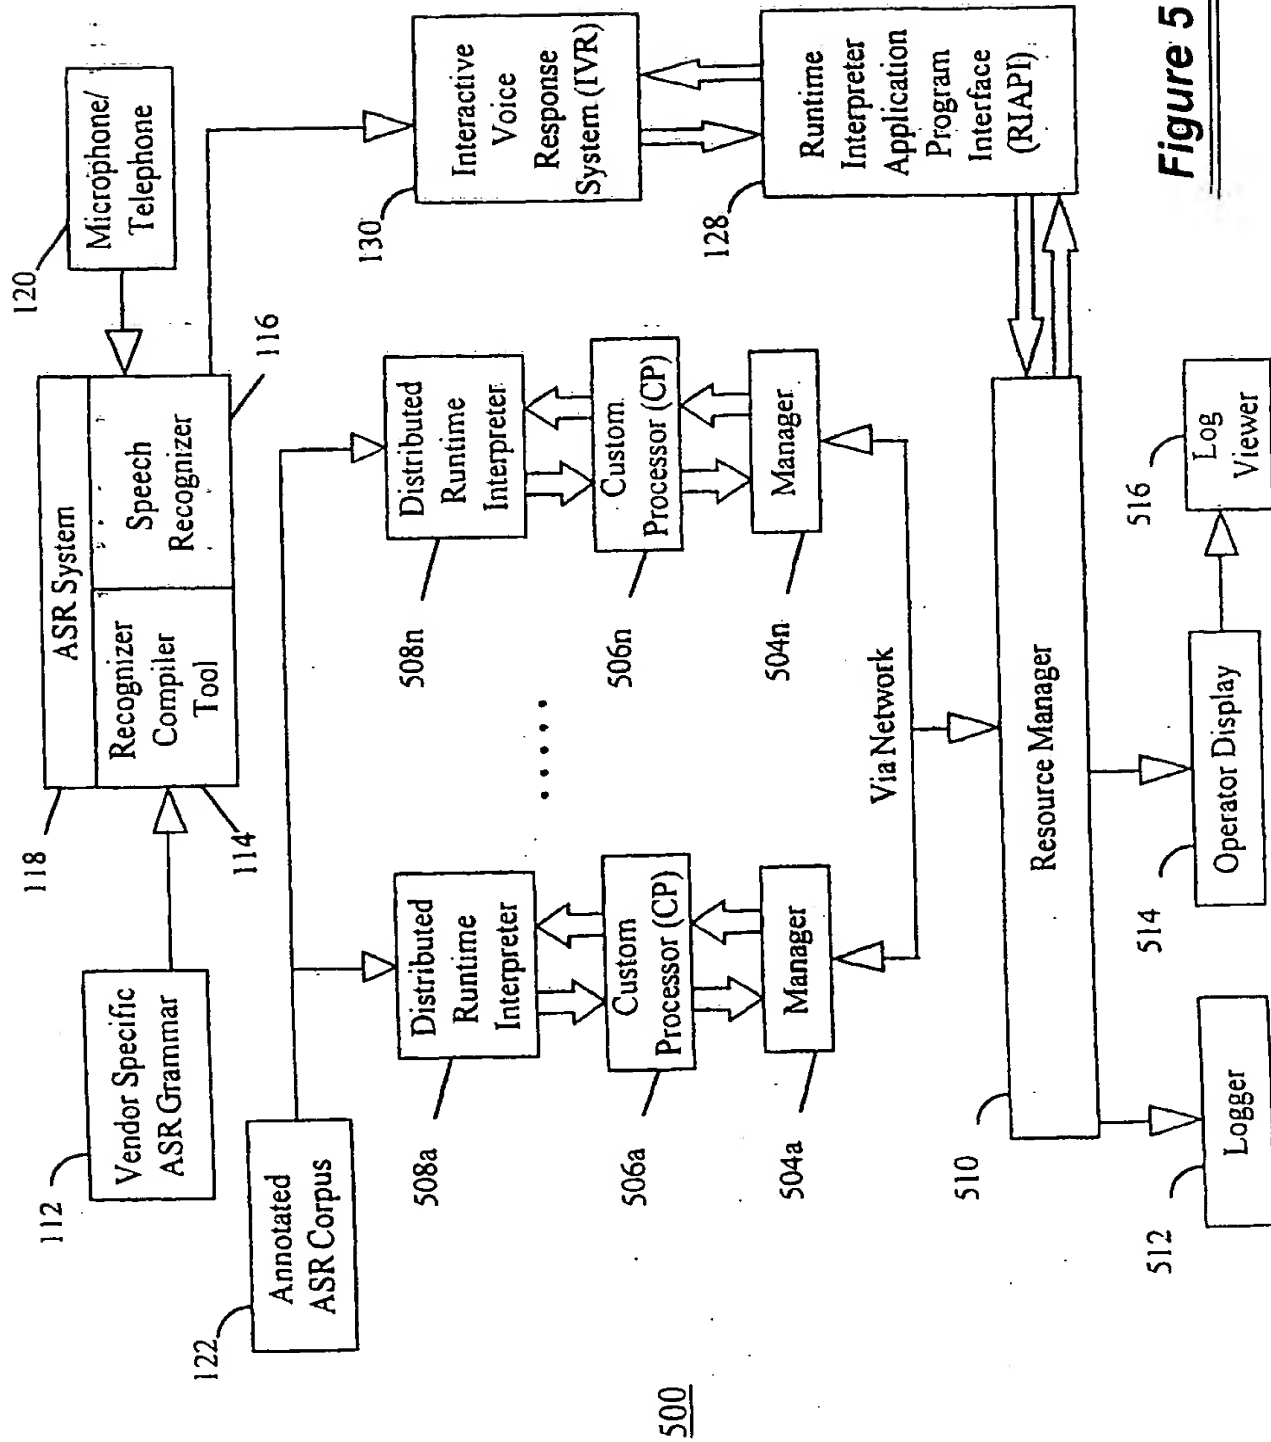 120
Microphone/
Telephone
118
ASR System
Recognizer
Compiler
Tool
Speech
Recognizer
116
114
112
Vendor Specific
ASR Grammar
122
Annotated
ASR Corpus
130
Interactive
Voice
Response
System (IVR)
128
Runtime
Interpreter
Application
Program
Interface
(RIAPI)
508a
Distributed
Runtime
Interpreter
508n
Distributed
Runtime
Interpreter
506a
Custom
Processor (CP)
506n
Custom
Processor (CP)
504a
Manager
504n
Manager
Via Network
510
Resource Manager
512
Logger
514
Operator Display
516
Log
Viewer
500
Figure 5